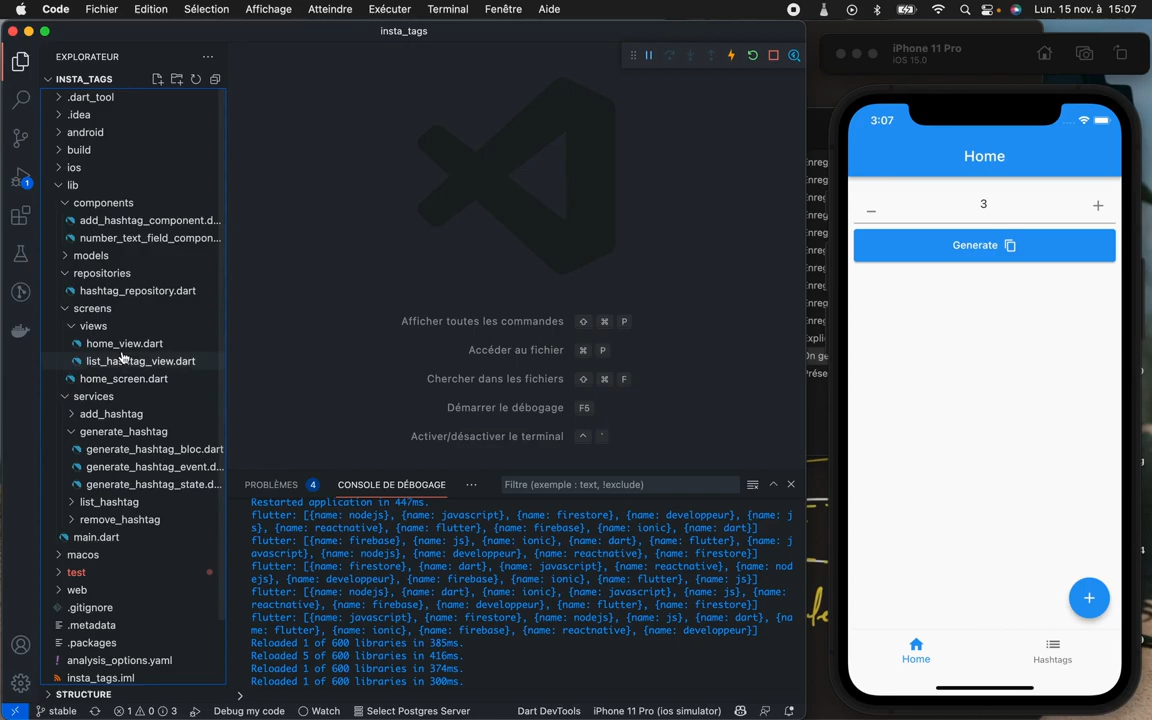 Code Fichier Edition Sélection Affichage Atteindre Exécuter Terminal Fenêtre Aide Lun. 15 nov. à 15:07
insta_tags
EXPLORATEUR
INSTA_TAGS
.dart_tool
.idea
android
build
ios
lib
components
add_hashtag_component.d...
number_text_field_compon...
models
repositories
hashtag_repository.dart
screens
views
home_view.dart
list_hashtag_view.dart
home_screen.dart
services
add_hashtag
generate_hashtag
generate_hashtag_bloc.dart
generate_hashtag_event.d...
generate_hashtag_state.d...
list_hashtag
remove_hashtag
main.dart
macos
test
web
.gitignore
.metadata
.packages
analysis_options.yaml
insta_tags.iml
STRUCTURE
1
Afficher toutes les commandes ⇧ ⌘ P
Accéder au fichier ⌘ P
Chercher dans les fichiers ⇧ ⌘ F
Démarrer le débogage F5
Activer/désactiver le terminal ^ `
PROBLÈMES 4 CONSOLE DE DÉBOGAGE ... Filtre (exemple : text, !exclude)
Restarted application in 447ms.
flutter: [{name: nodejs}, {name: javascript}, {name: firestore}, {name: developpeur}, {name: j
s}, {name: reactnative}, {name: flutter}, {name: firebase}, {name: ionic}, {name: dart}]
flutter: [{name: firebase}, {name: js}, {name: ionic}, {name: dart}, {name: flutter}, {name: j
avascript}, {name: nodejs}, {name: developpeur}, {name: reactnative}, {name: firestore}]
flutter: [{name: firestore}, {name: dart}, {name: javascript}, {name: reactnative}, {name: nod
ejs}, {name: developpeur}, {name: firebase}, {name: ionic}, {name: flutter}, {name: js}]
flutter: [{name: nodejs}, {name: dart}, {name: ionic}, {name: javascript}, {name: js}, {name:
reactnative}, {name: firebase}, {name: developpeur}, {name: flutter}, {name: firestore}]
flutter: [{name: javascript}, {name: firestore}, {name: nodejs}, {name: js}, {name: dart}, {na
me: flutter}, {name: ionic}, {name: firebase}, {name: reactnative}, {name: developpeur}]
Reloaded 1 of 600 libraries in 385ms.
Reloaded 5 of 600 libraries in 416ms.
Reloaded 1 of 600 libraries in 374ms.
Reloaded 1 of 600 libraries in 300ms.
stable 1 0 3 Debug my code Watch Select Postgres Server Dart DevTools iPhone 11 Pro (ios simulator)
iPhone 11 Pro
iOS 15.0
3:07
Home
3
Generate
Home
Hashtags